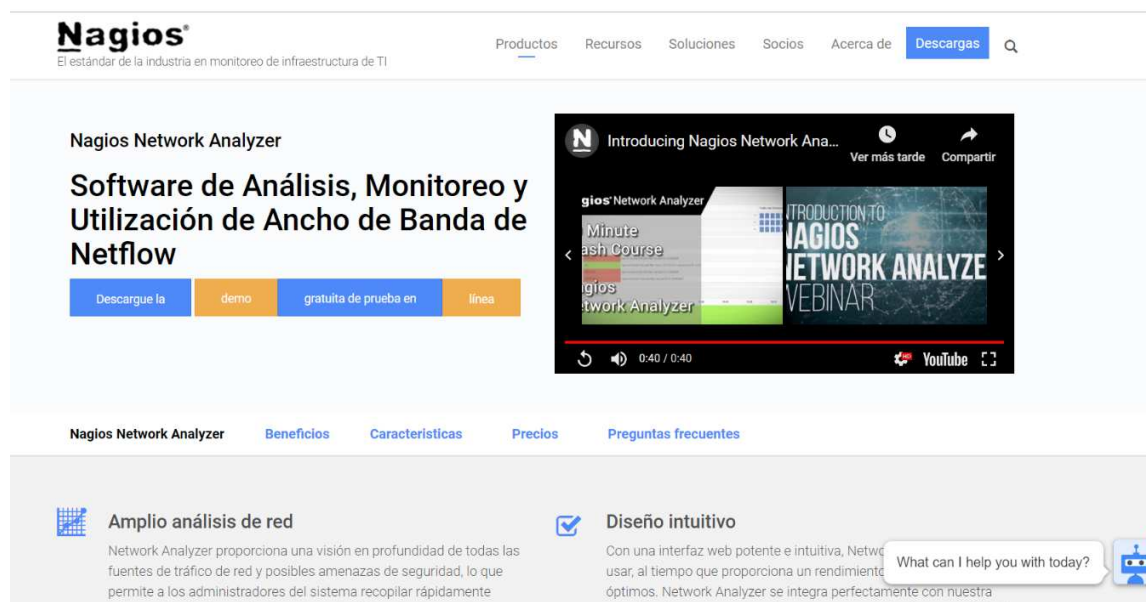 Nagios®
El estándar de la industria en monitoreo de infraestructura de TI
Productos Recursos Soluciones Socios Acerca de Descargas
Nagios Network Analyzer
Software de Análisis, Monitoreo y
Utilización de Ancho de Banda de
Netflow
Descargue la demo gratuita de prueba en línea
N Introducing Nagios Network Ana...
Ver más tarde Compartir
gios® Network Analyzer
Minute
ash Course
gios
twork Analyzer
TRODUCTION TO
NAGIOS
NETWORK ANALYZE
WEBINAR
0:40 / 0:40
HD
YouTube
Nagios Network Analyzer Beneficios Caracteristicas Precios Preguntas frecuentes
Amplio análisis de red
Network Analyzer proporciona una visión en profundidad de todas las
fuentes de tráfico de red y posibles amenazas de seguridad, lo que
permite a los administradores del sistema recopilar rápidamente
Diseño intuitivo
Con una interfaz web potente e intuitiva, Netwo
usar, al tiempo que proporciona un rendimiento
óptimos. Network Analyzer se integra perfectamente con nuestra
What can I help you with today?